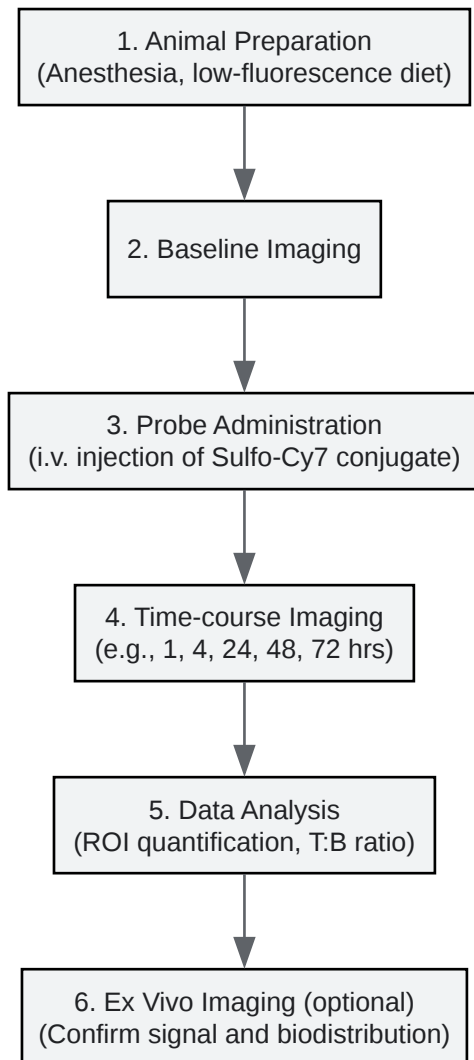 1. Animal Preparation
(Anesthesia, low-fluorescence diet)
2. Baseline Imaging
3. Probe Administration
(i.v. injection of Sulfo-Cy7 conjugate)
4. Time-course Imaging
(e.g., 1, 4, 24, 48, 72 hrs)
5. Data Analysis
(ROI quantification, T:B ratio)
6. Ex Vivo Imaging (optional)
(Confirm signal and biodistribution)